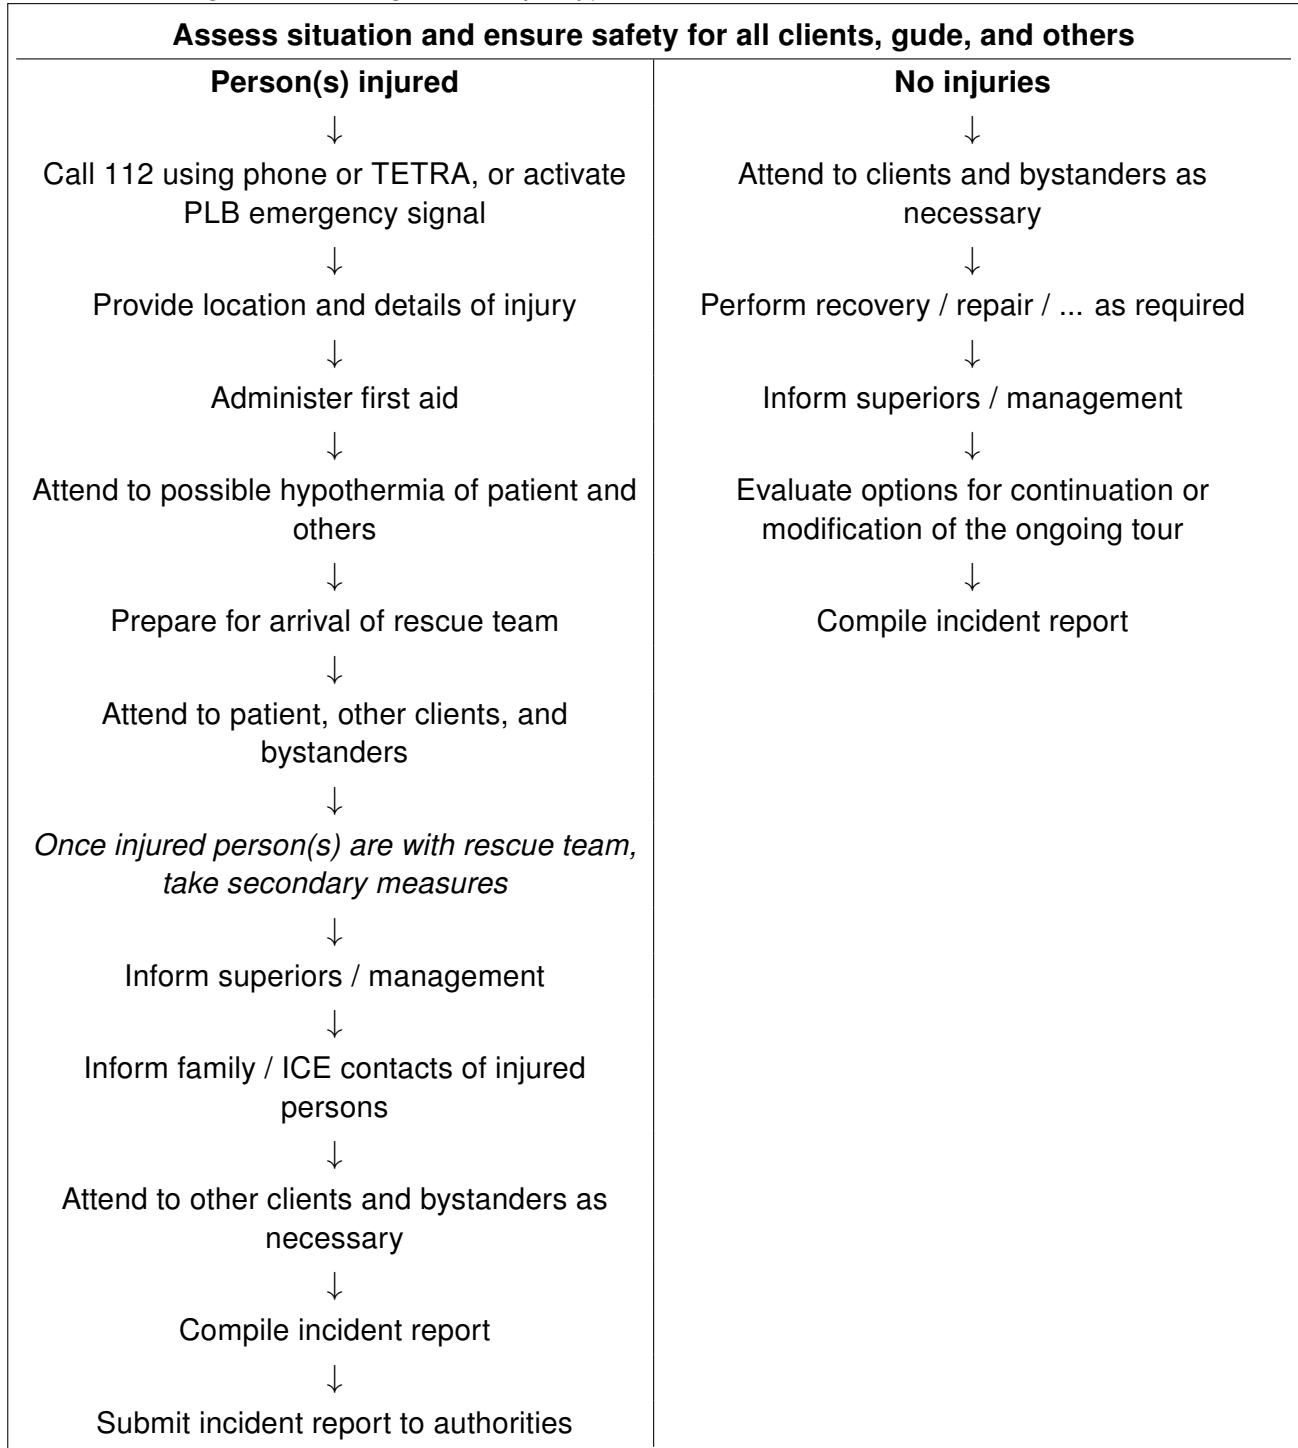 Assess situation and ensure safety for all clients, gude, and others
Person(s) injured
↓
Call 112 using phone or TETRA, or activate
PLB emergency signal
↓
Provide location and details of injury
↓
Administer first aid
↓
Attend to possible hypothermia of patient and
others
↓
Prepare for arrival of rescue team
↓
Attend to patient, other clients, and
bystanders
↓
Once injured person(s) are with rescue team,
take secondary measures
↓
Inform superiors / management
↓
Inform family / ICE contacts of injured
persons
↓
Attend to other clients and bystanders as
necessary
↓
Compile incident report
↓
Submit incident report to authorities
No injuries
↓
Attend to clients and bystanders as
necessary
↓
Perform recovery / repair / ... as required
↓
Inform superiors / management
↓
Evaluate options for continuation or
modification of the ongoing tour
↓
Compile incident report